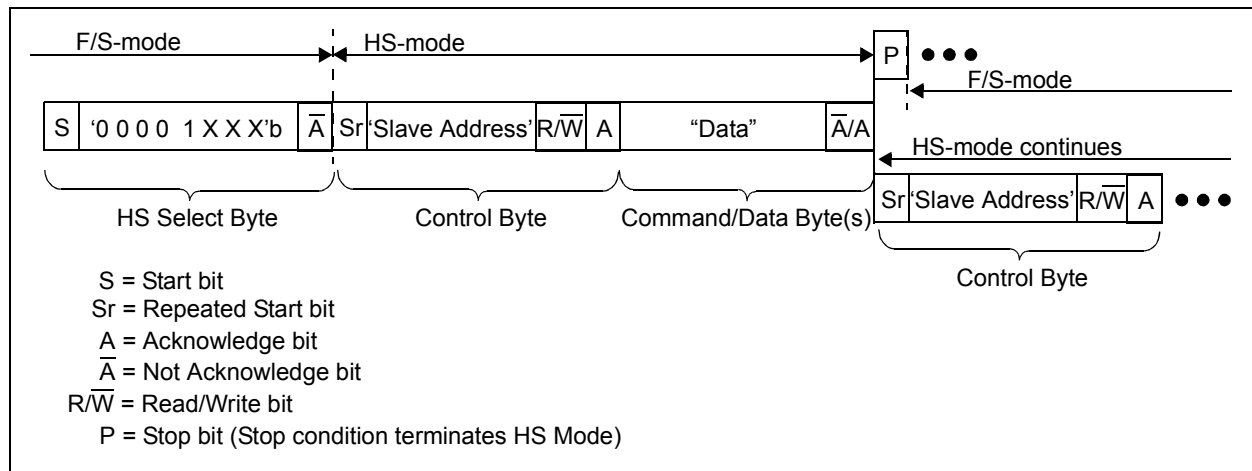 F/S-mode HS-mode
P
F/S-mode
S '0 0 0 0 1 X X X'b A̅ Sr 'Slave Address' R/W̅ A "Data" A̅/A
HS-mode continues
Sr 'Slave Address' R/W̅ A
HS Select Byte Control Byte Command/Data Byte(s)
Control Byte
S = Start bit
Sr = Repeated Start bit
A = Acknowledge bit
A̅ = Not Acknowledge bit
R/W̅ = Read/Write bit
P = Stop bit (Stop condition terminates HS Mode)